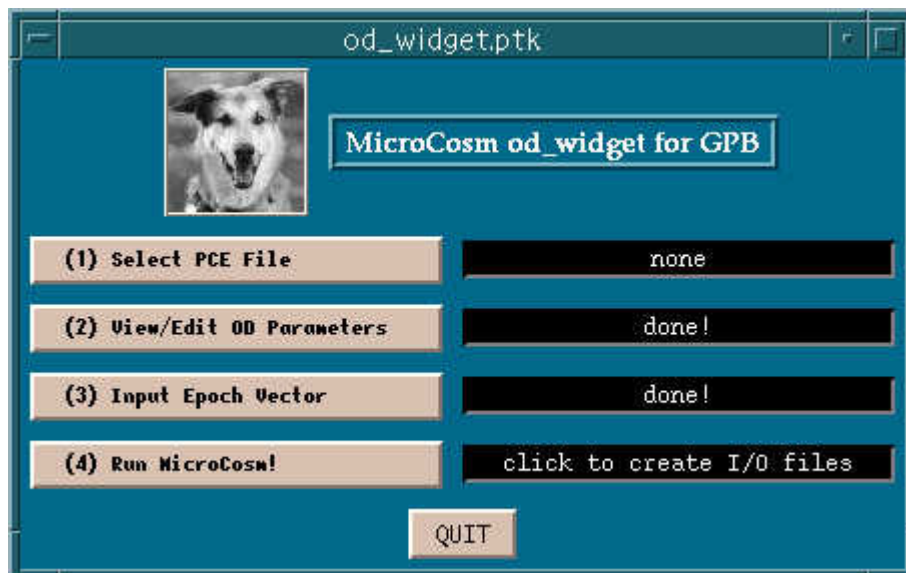 od_widget.ptk
MicroCosm od_widget for GPB
(1) Select PCE File
none
(2) View/Edit OD Parameters
done!
(3) Input Epoch Vector
done!
(4) Run MicroCosm!
click to create I/O files
QUIT